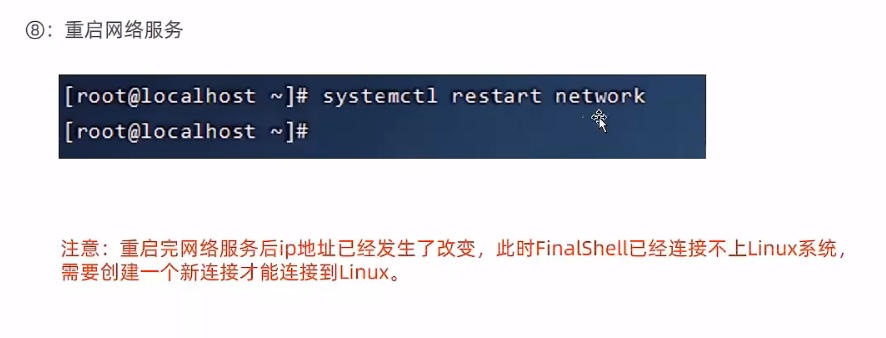 ⑧：重启网络服务
[root@localhost ~]# systemctl restart network
[root@localhost ~]#
注意：重启完网络服务后ip地址已经发生了改变，此时FinalShell已经连接不上Linux系统，
需要创建一个新连接才能连接到Linux。